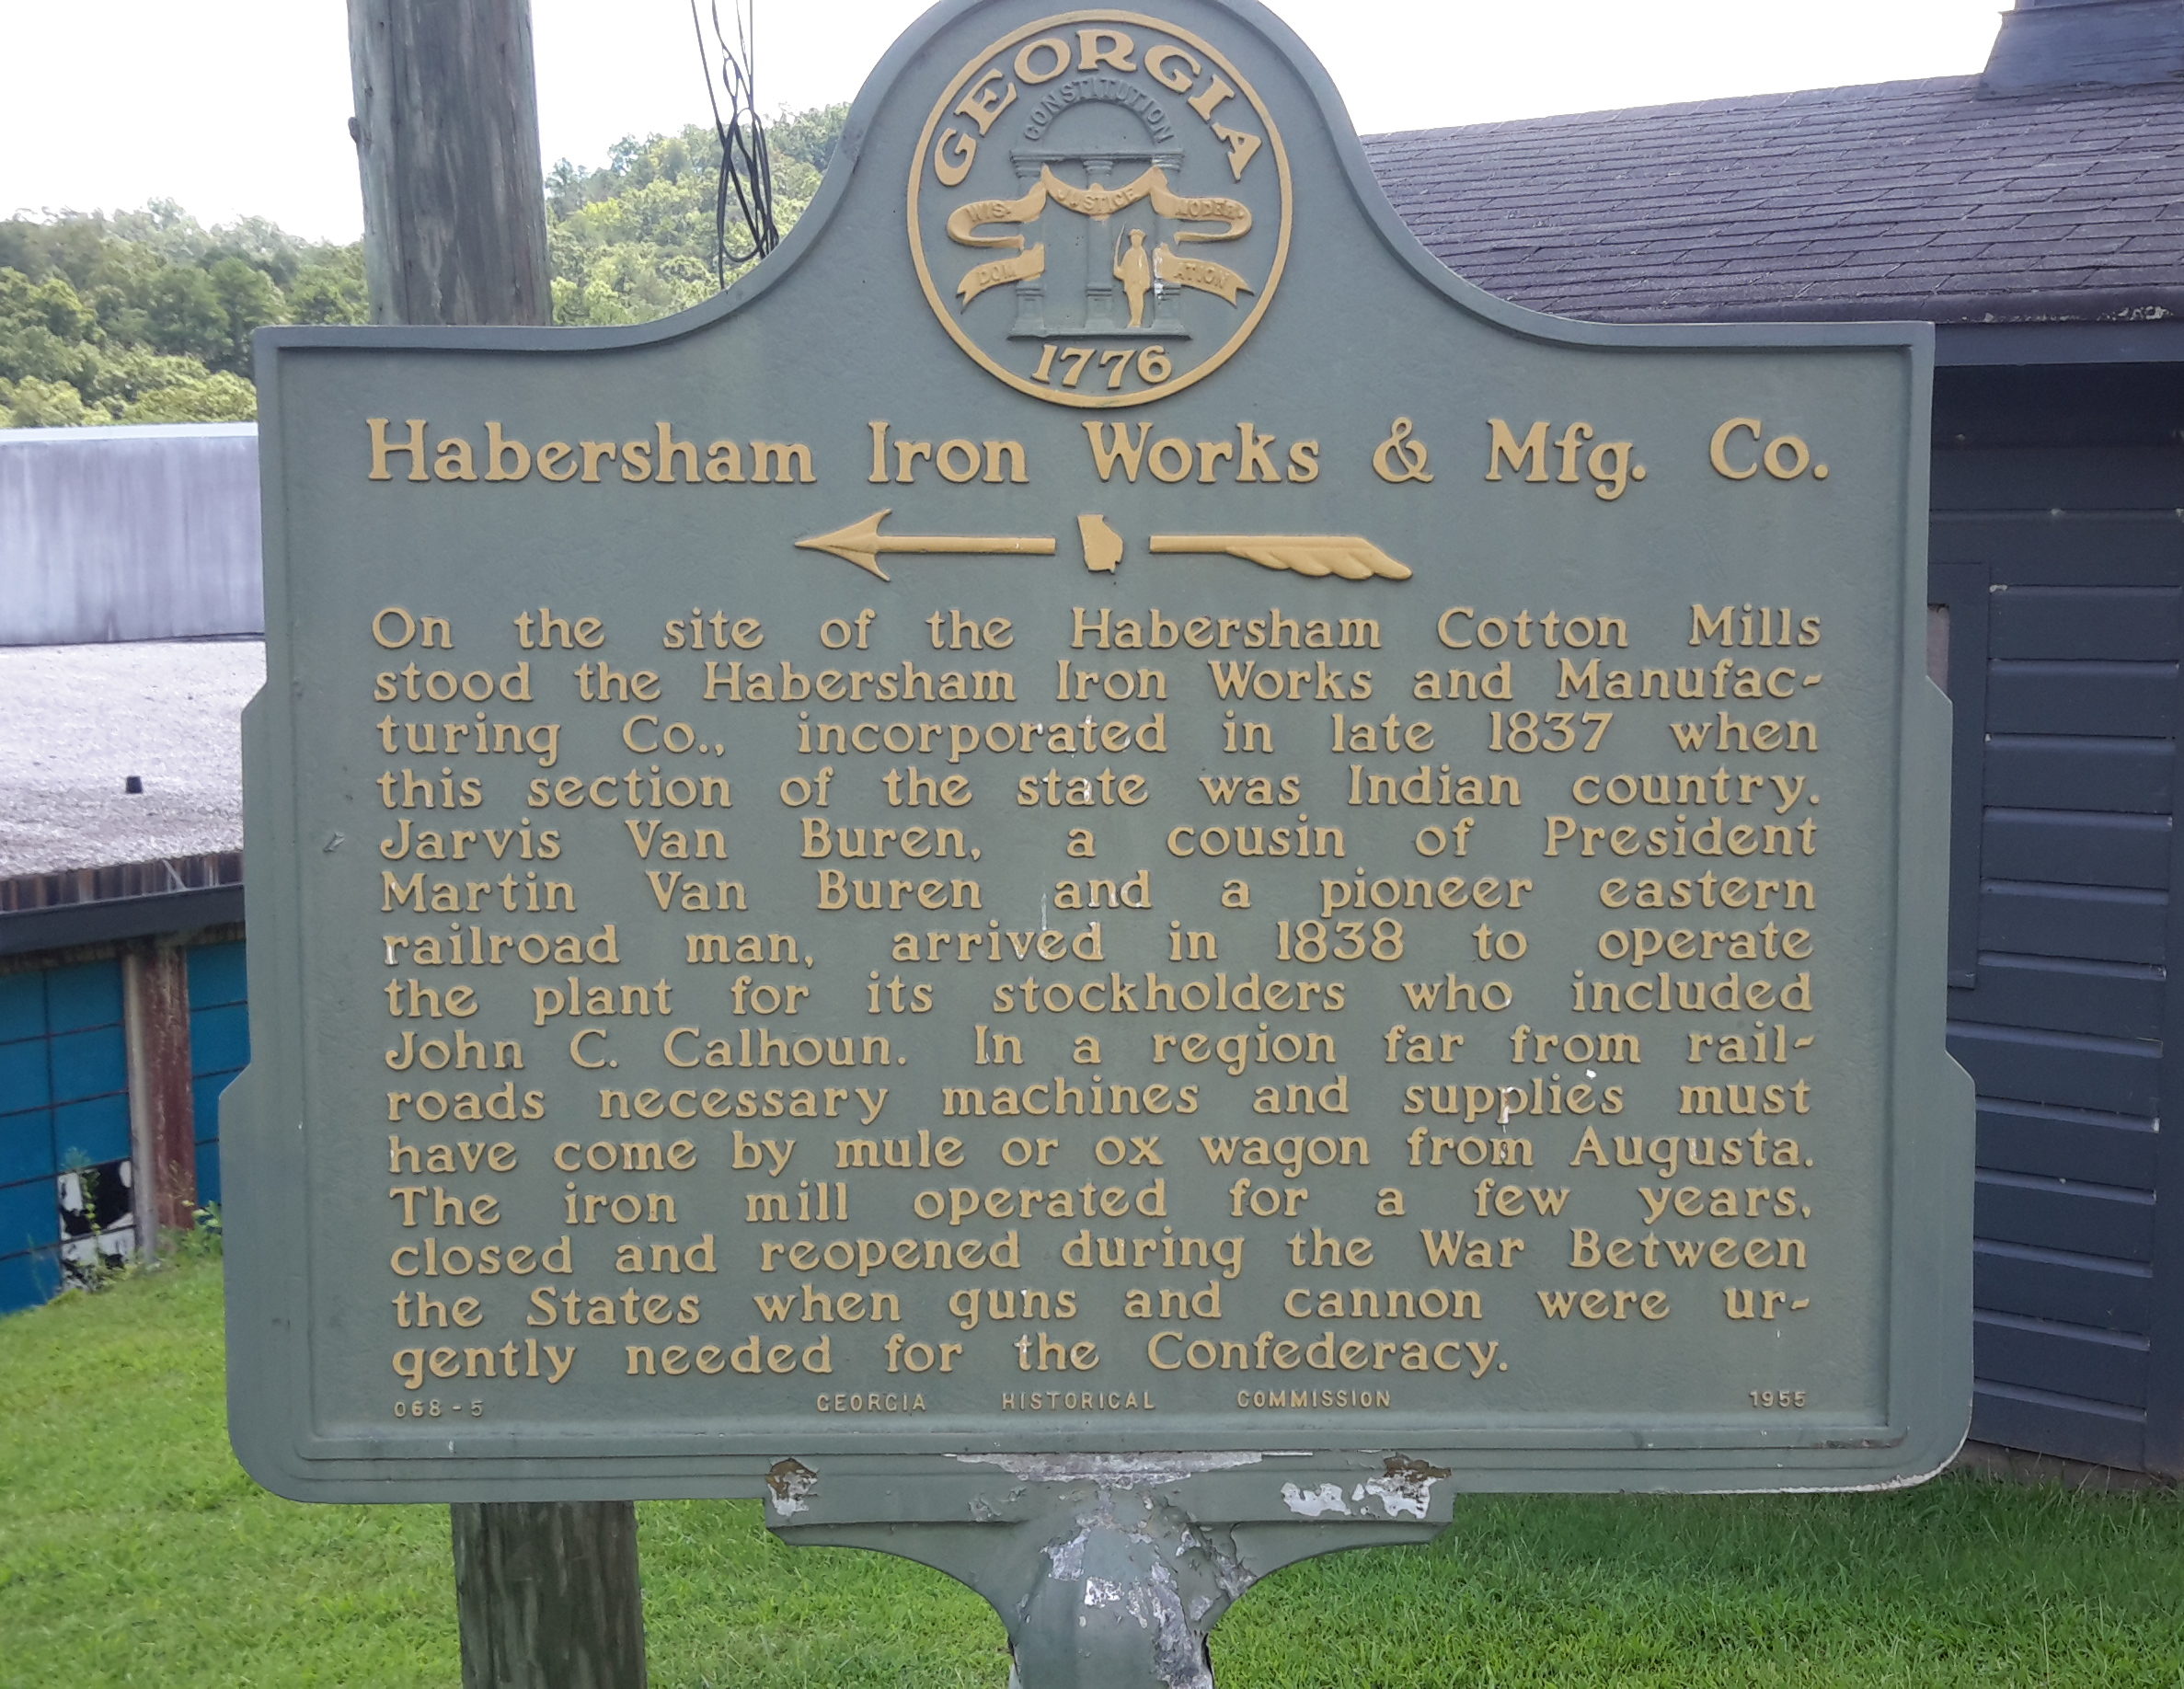 GEORGIA
CONSTITUTION
WIS- JUSTICE MODER-
DOM ATION
1776
Habersham Iron Works & Mfg. Co.
On the site of the Habersham Cotton Mills
stood the Habersham Iron Works and Manufac-
turing Co., incorporated in late 1837 when
this section of the state was Indian country.
Jarvis Van Buren, a cousin of President
Martin Van Buren and a pioneer eastern
railroad man, arrived in 1838 to operate
the plant for its stockholders who included
John C. Calhoun. In a region far from rail-
roads necessary machines and supplies must
have come by mule or ox wagon from Augusta.
The iron mill operated for a few years,
closed and reopened during the War Between
the States when guns and cannon were ur-
gently needed for the Confederacy.
068-5 GEORGIA HISTORICAL COMMISSION 1955